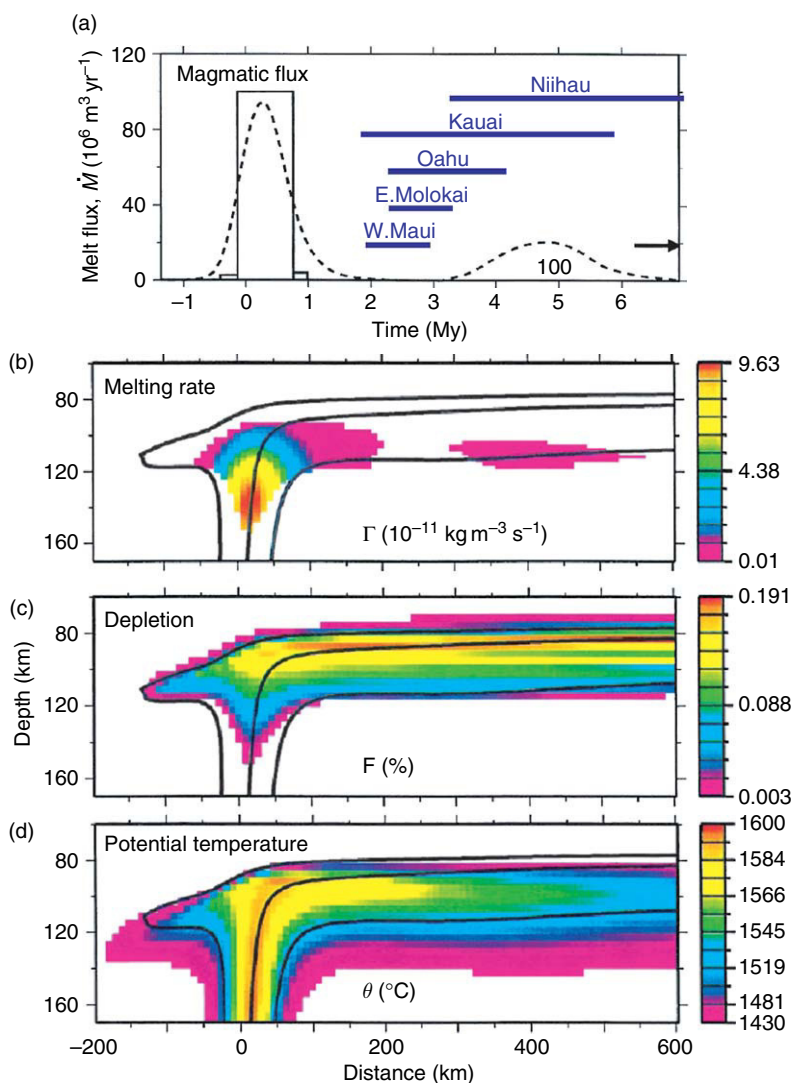 (a)
120
Magmatic flux
Niihau
80
Kauai
Oahu
40
E.Molokai
W.Maui
100
0
Melt flux, Ṁ (10⁶ m³ yr⁻¹)
−1 0 1 2 3 4 5 6
Time (My)
(b)
Melting rate
80
120
160
Γ (10⁻¹¹ kg m⁻³ s⁻¹)
9.63
4.38
0.01
(c)
Depletion
80
120
160
Depth (km)
F (%)
0.191
0.088
0.003
(d)
Potential temperature
80
120
160
θ (°C)
1600
1584
1566
1545
1519
1481
1430
−200 0 200 400 600
Distance (km)